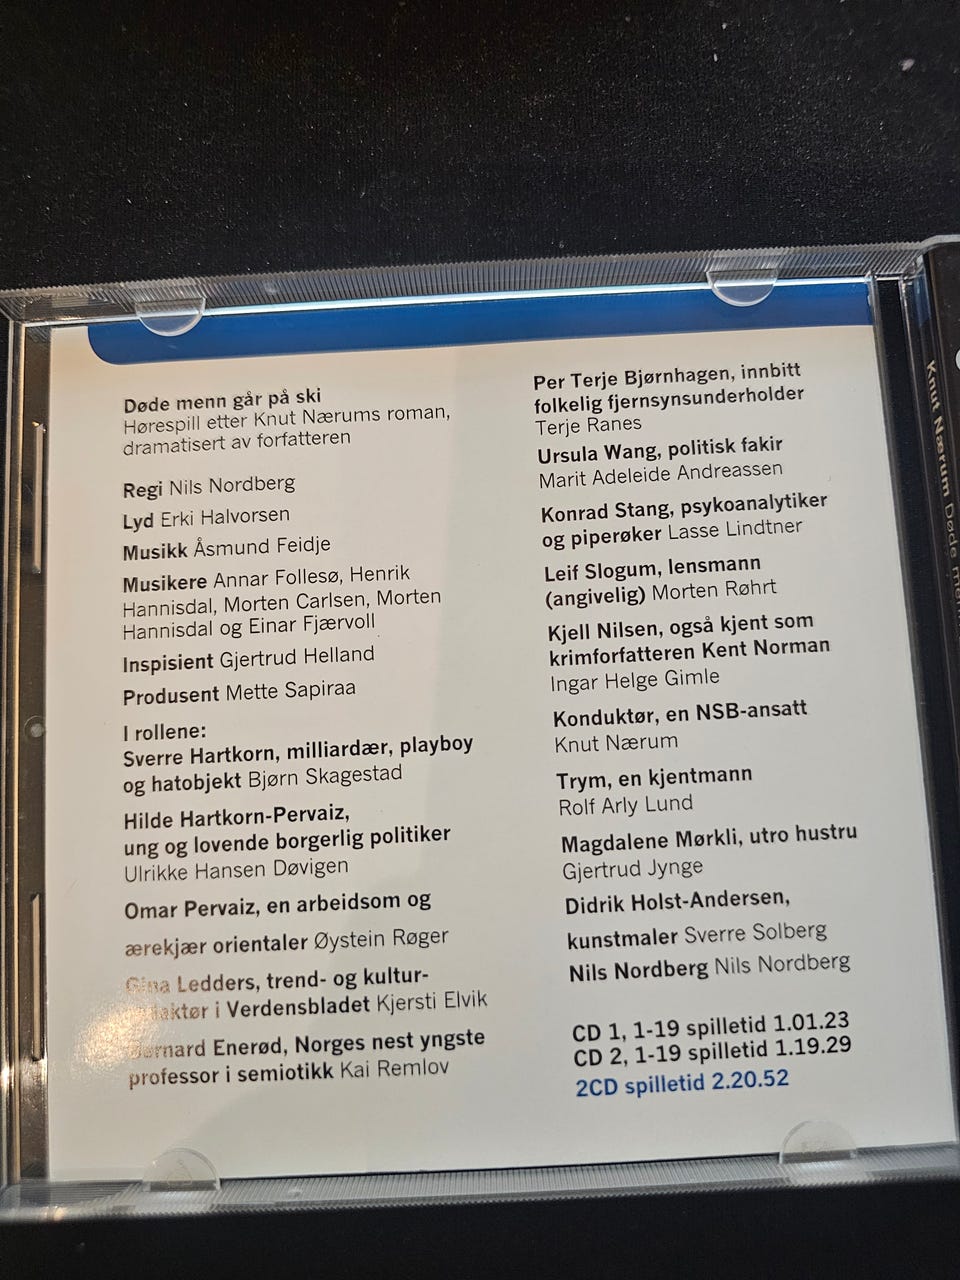 Døde menn går på ski
Hørespill etter Knut Nærums roman,
dramatisert av forfatteren
Regi Nils Nordberg
Lyd Erki Halvorsen
Musikk Åsmund Feidje
Musikere Annar Follesø, Henrik
Hannisdal, Morten Carlsen, Morten
Hannisdal og Einar Fjærvoll
Inspisient Gjertrud Helland
Produsent Mette Sapiraa
I rollene:
Sverre Hartkorn, milliardær, playboy
og hatobjekt Bjørn Skagestad
Hilde Hartkorn-Pervaiz,
ung og lovende borgerlig politiker
Ulrikke Hansen Døvigen
Omar Pervaiz, en arbeidsom og
ærekjær orientaler Øystein Røger
Gina Ledders, trend- og kultur-
redaktør i Verdensbladet Kjersti Elvik
Bernard Enerød, Norges nest yngste
professor i semiotikk Kai Remlov
Per Terje Bjørnhagen, innbitt
folkelig fjernsynsunderholder
Terje Ranes
Ursula Wang, politisk fakir
Marit Adeleide Andreassen
Konrad Stang, psykoanalytiker
og piperøker Lasse Lindtner
Leif Slogum, lensmann
(angivelig) Morten Røhrt
Kjell Nilsen, også kjent som
krimforfatteren Kent Norman
Ingar Helge Gimle
Konduktør, en NSB-ansatt
Knut Nærum
Trym, en kjentmann
Rolf Arly Lund
Magdalene Mørkli, utro hustru
Gjertrud Jynge
Didrik Holst-Andersen,
kunstmaler Sverre Solberg
Nils Nordberg Nils Nordberg
CD 1, 1-19 spilletid 1.01.23
CD 2, 1-19 spilletid 1.19.29
2CD spilletid 2.20.52
Knut Nærum Døde menn